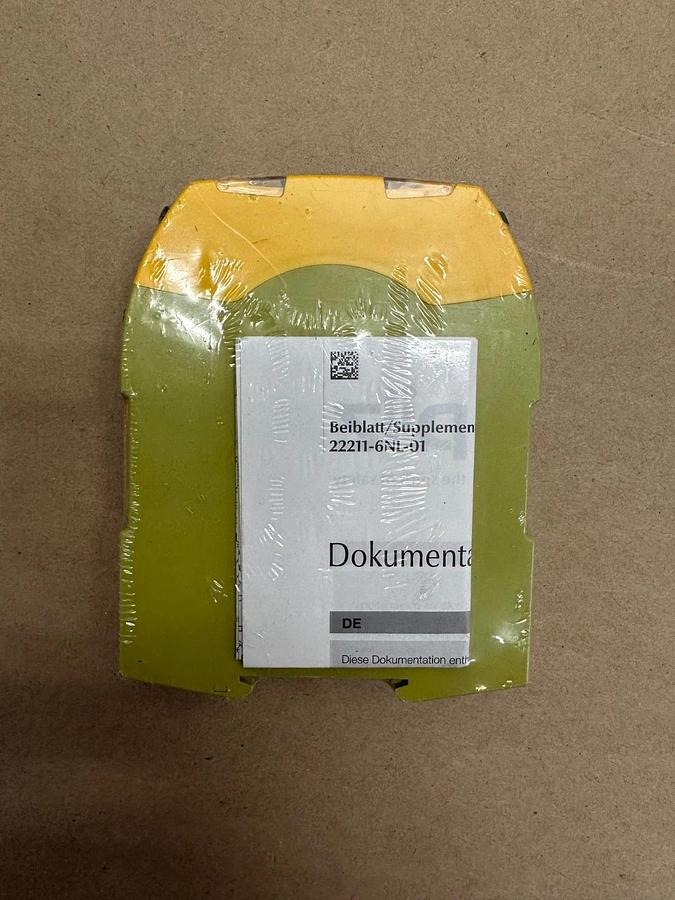 Beiblatt/Supplemen
22211-6NL-01
Dokumenta
DE
Diese Dokumentation enth